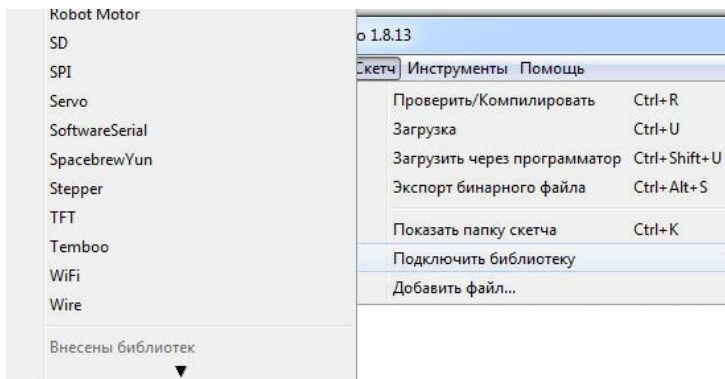 Robot Motor
SD
SPI
Servo
SoftwareSerial
SpacebrewYun
Stepper
TFT
Temboo
WiFi
Wire
Внесены библиотек
o 1.8.13
Скетч Инструменты Помощь
Проверить/Компилировать Ctrl+R
Загрузка Ctrl+U
Загрузить через программатор Ctrl+Shift+U
Экспорт бинарного файла Ctrl+Alt+S
Показать папку скетча Ctrl+K
Подключить библиотеку
Добавить файл...